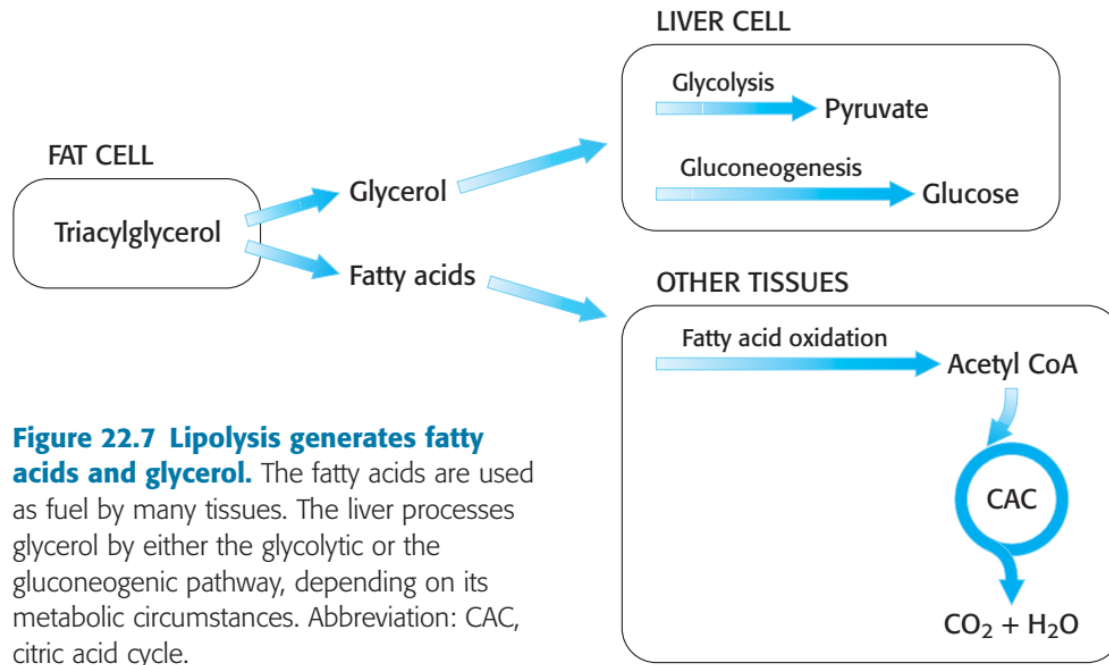 LIVER CELL
Glycolysis
Pyruvate
Gluconeogenesis
Glucose
FAT CELL
Triacylglycerol
Glycerol
Fatty acids
OTHER TISSUES
Fatty acid oxidation
Acetyl CoA
CAC
CO₂ + H₂O
Figure 22.7 Lipolysis generates fatty
acids and glycerol. The fatty acids are used
as fuel by many tissues. The liver processes
glycerol by either the glycolytic or the
gluconeogenic pathway, depending on its
metabolic circumstances. Abbreviation: CAC,
citric acid cycle.